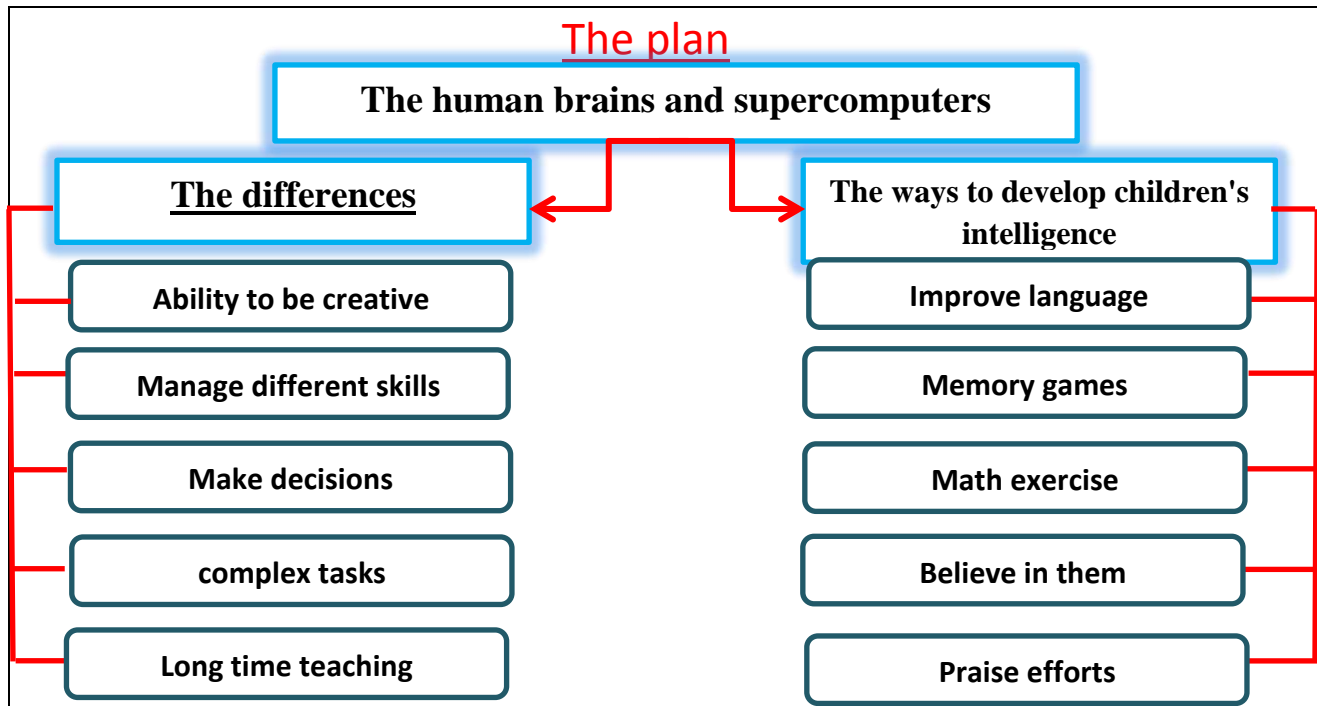 The plan
The human brains and supercomputers
The differences
Ability to be creative
Manage different skills
Make decisions
complex tasks
Long time teaching
The ways to develop children's
intelligence
Improve language
Memory games
Math exercise
Believe in them
Praise efforts